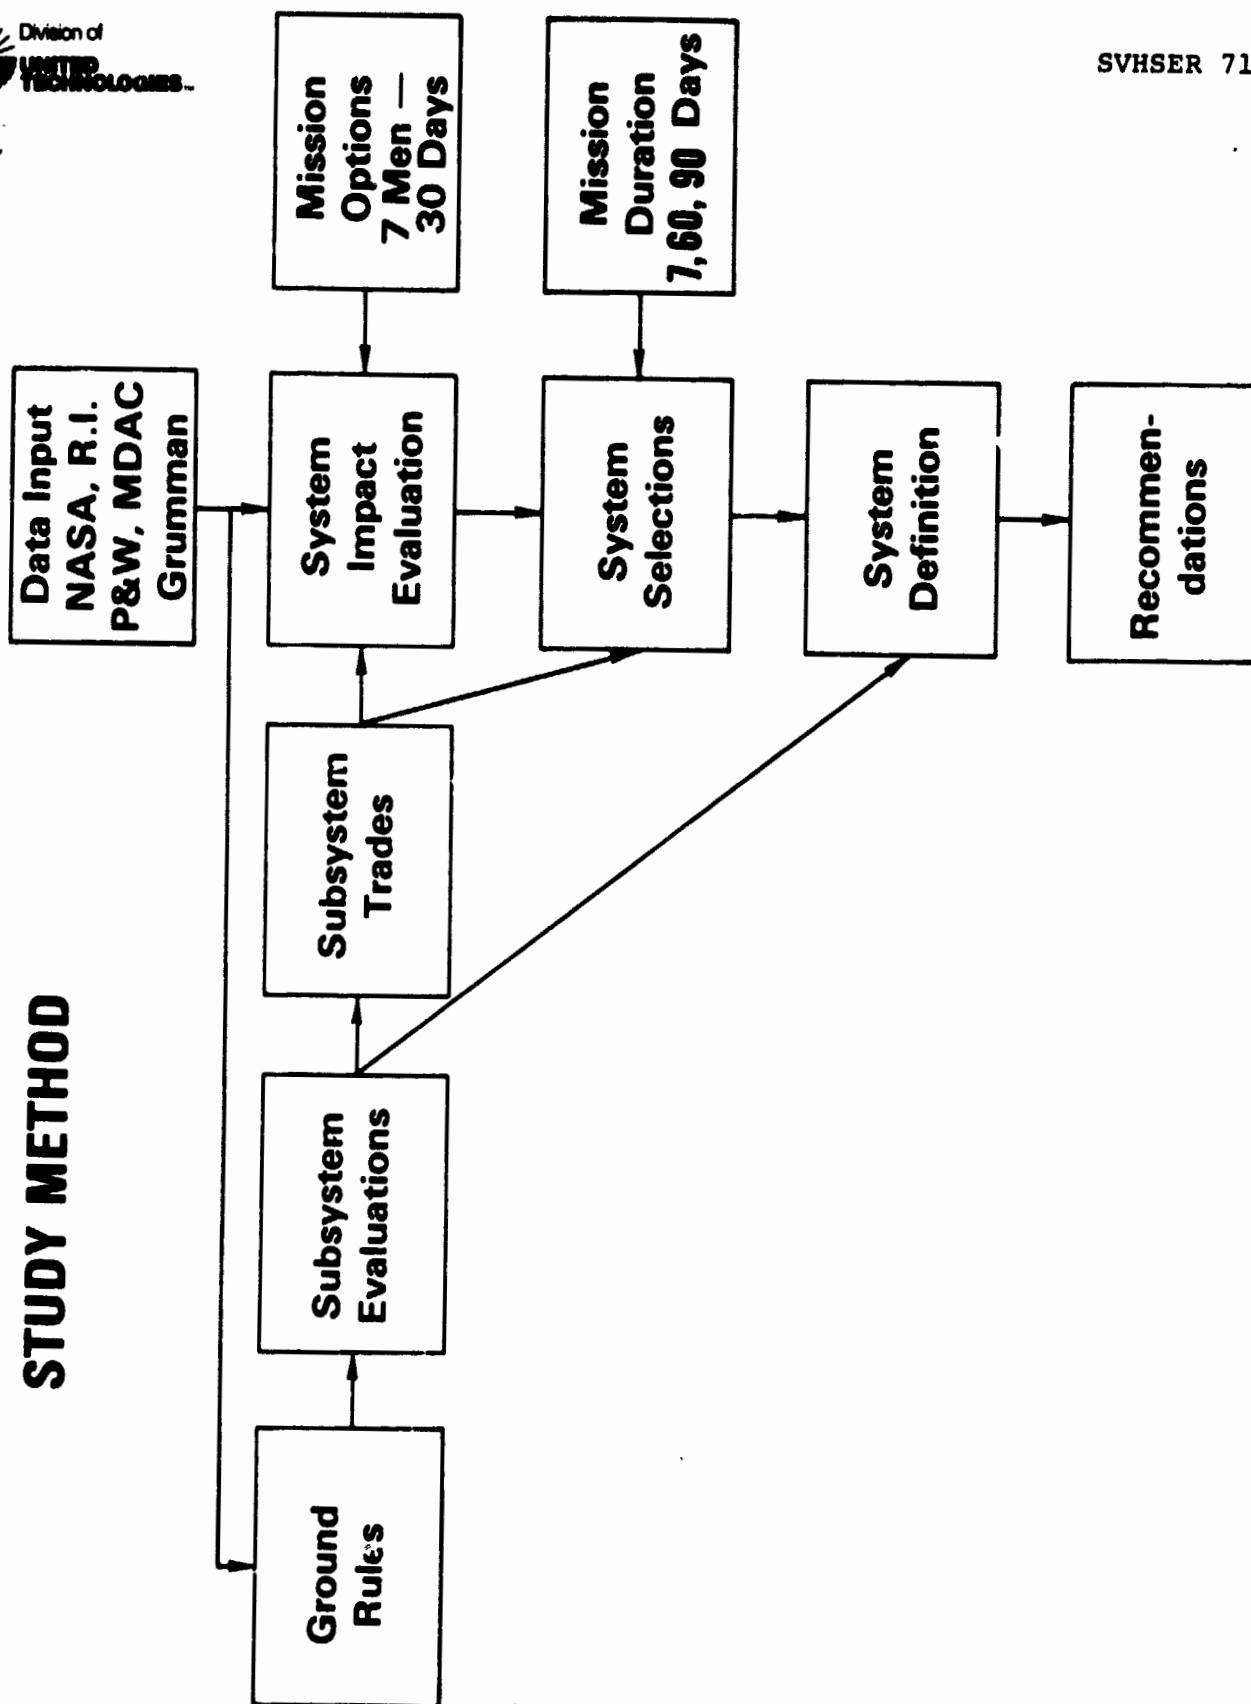 Division of
UNITED
TECHNOLOGIES™
SVHSER 71
STUDY METHOD
Data Input
NASA, R.I.
P&W, MDAC
Grumman
Ground
Rules
Subsystem
Evaluations
Subsystem
Trades
System
Impact
Evaluation
Mission
Options
7 Men —
30 Days
System
Selections
Mission
Duration
7,60, 90 Days
System
Definition
Recommen-
dations